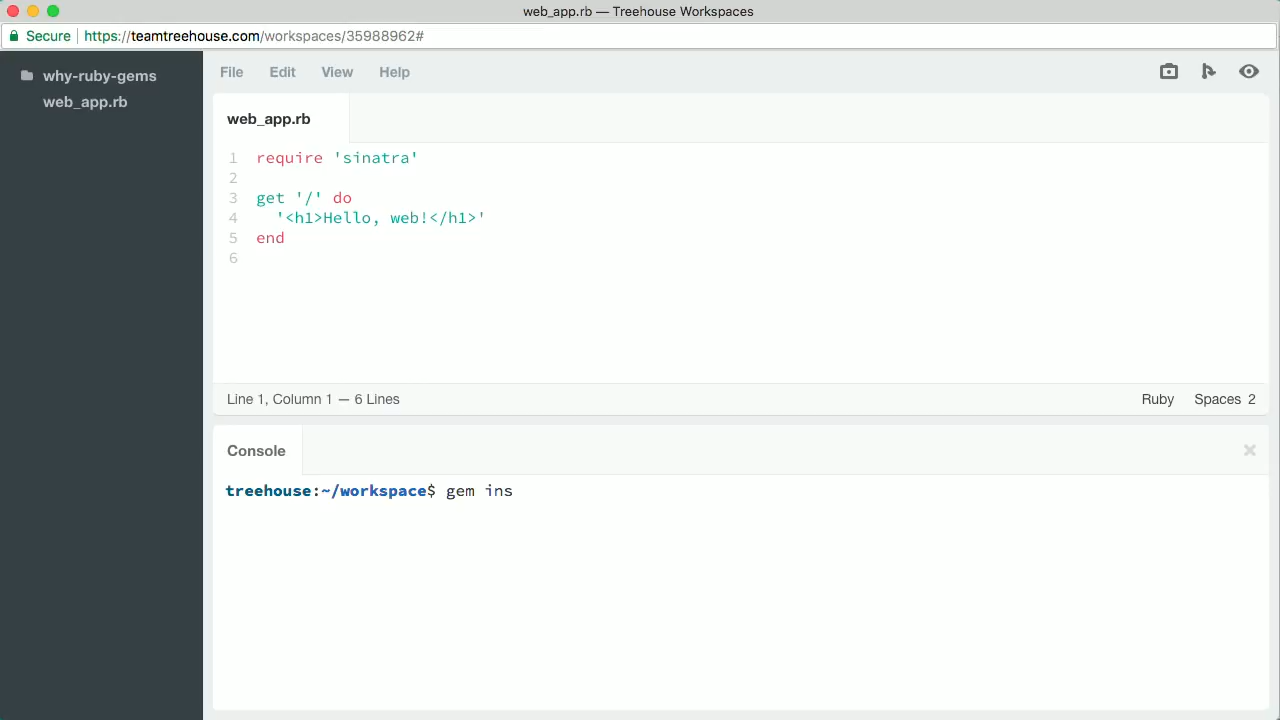 web_app.rb — Treehouse Workspaces
Secure https://teamtreehouse.com/workspaces/35988962#
why-ruby-gems
web_app.rb
File Edit View Help
web_app.rb
1 require 'sinatra'
2
3 get '/' do
4   '<h1>Hello, web!</h1>'
5 end
6
Line 1, Column 1 — 6 Lines
Ruby Spaces 2
Console
treehouse:~/workspace$ gem ins